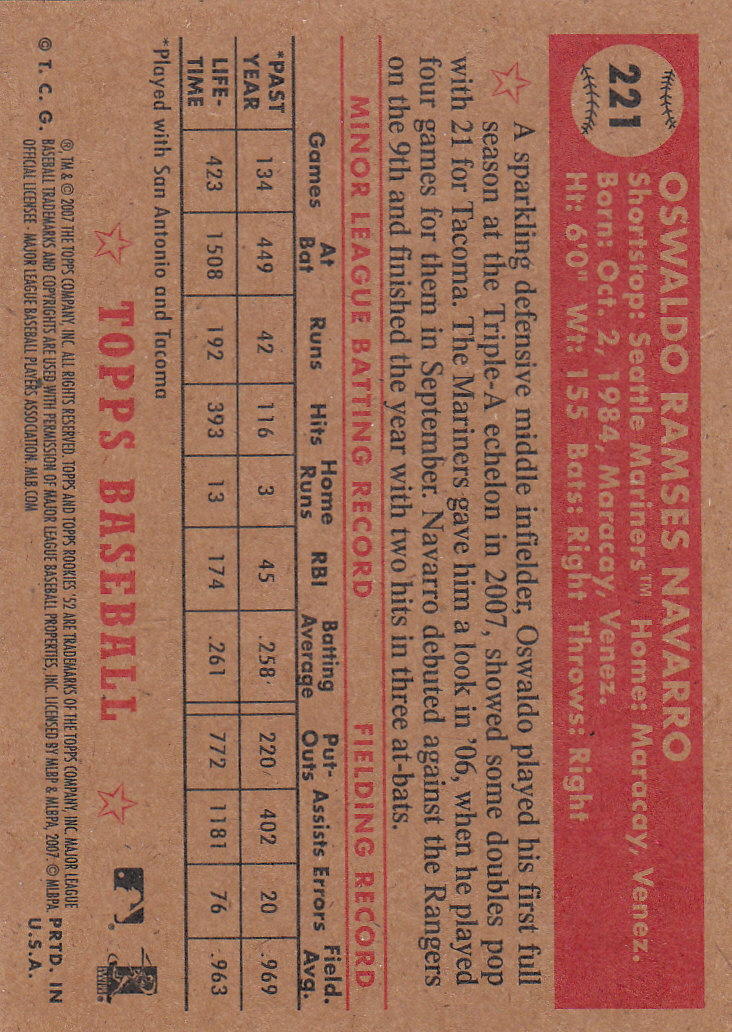 221
OSWALDO RAMSES NAVARRO
Shortstop: Seattle Mariners™ Home: Maracay, Venez.
Born: Oct. 2, 1984, Maracay, Venez.
Ht: 6'0" Wt: 155 Bats: Right Throws: Right
A sparkling defensive middle infielder, Oswaldo played his first full
season at the Triple-A echelon in 2007, showed some doubles pop
with 21 for Tacoma. The Mariners gave him a look in '06, when he played
four games for them in September. Navarro debuted against the Rangers
on the 9th and finished the year with two hits in three at-bats.
MINOR LEAGUE BATTING RECORD FIELDING RECORD
Games At Bat Runs Hits Home Runs RBI Batting Average Put-Outs Assists Errors Field. Avg.
*PAST YEAR 134 449 42 116 3 45 .258 220 402 20 .969
LIFE-TIME 423 1508 192 393 13 174 .261 772 1181 76 .963
*Played with San Antonio and Tacoma
TOPPS BASEBALL
® TM & © 2007 THE TOPPS COMPANY, INC. ALL RIGHTS RESERVED. TOPPS AND TOPPS ROOKIES '52 ARE TRADEMARKS OF THE TOPPS COMPANY, INC. MAJOR LEAGUE
© T. C. G. BASEBALL TRADEMARKS AND COPYRIGHTS ARE USED WITH PERMISSION OF MAJOR LEAGUE BASEBALL PROPERTIES, INC. LICENSED BY MLBP & MLBPA, 2007. © MLBPA PRTD. IN
OFFICIAL LICENSEE - MAJOR LEAGUE BASEBALL PLAYERS ASSOCIATION. MLB.COM U.S.A.